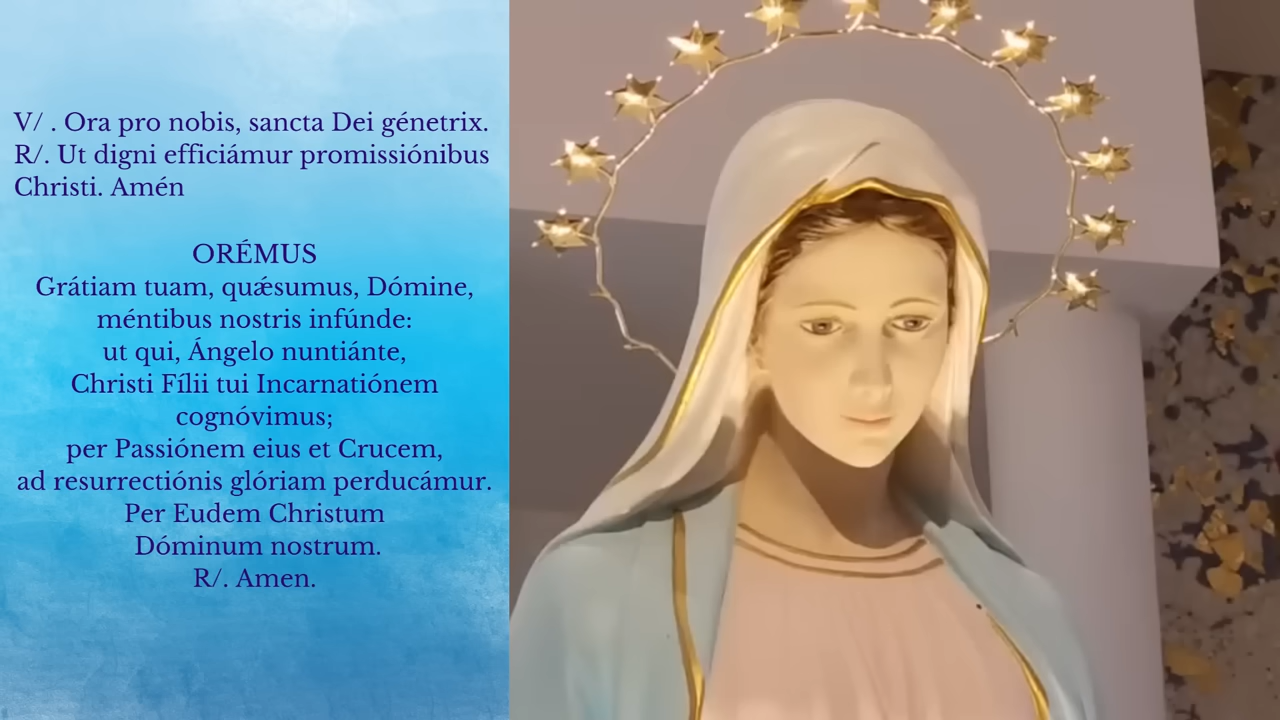 V/ . Ora pro nobis, sancta Dei génetrix.
R/. Ut digni efficiámur promissiónibus
Christi. Amén
ORÉMUS
Grátiam tuam, quǽsumus, Dómine,
méntibus nostris infúnde:
ut qui, Ángelo nuntiánte,
Christi Fílii tui Incarnatiónem
cognóvimus;
per Passiónem eius et Crucem,
ad resurrectiónis glóriam perducámur.
Per Eudem Christum
Dóminum nostrum.
R/. Amen.